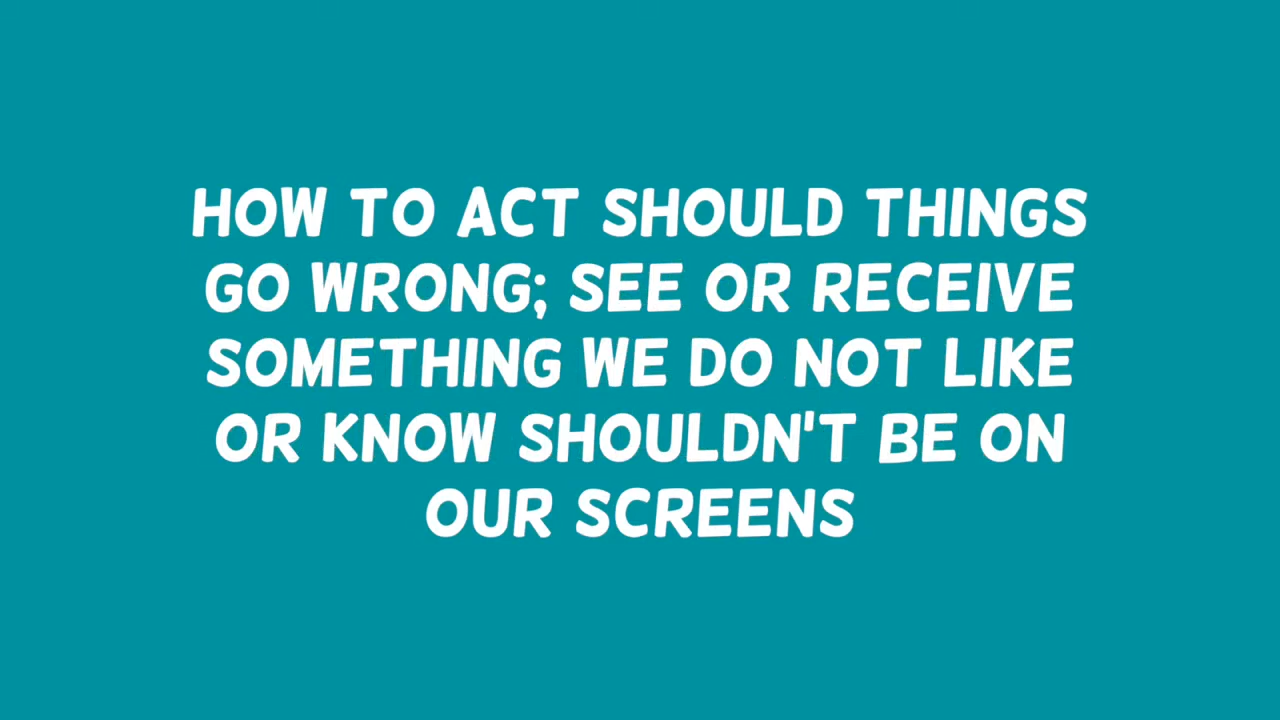 HOW TO ACT SHOULD THINGS
GO WRONG; SEE OR RECEIVE
SOMETHING WE DO NOT LIKE
OR KNOW SHOULDN'T BE ON
OUR SCREENS